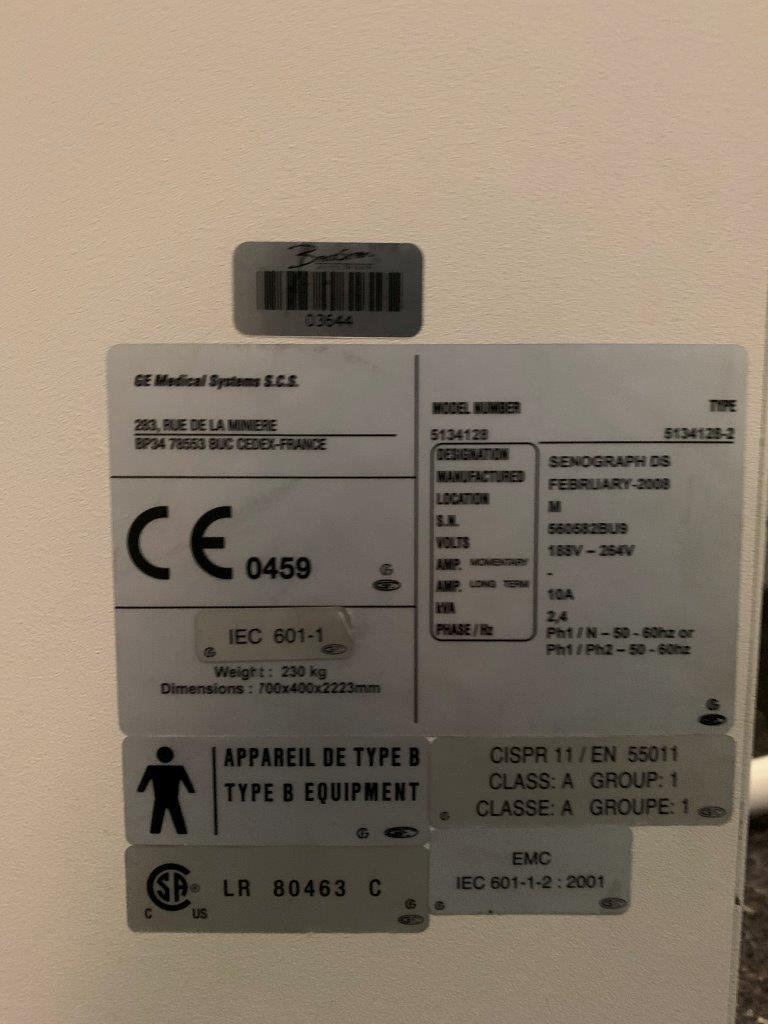 03644
GE Medical Systems S.C.S.
283, RUE DE LA MINIERE
BP34 78553 BUC CEDEX-FRANCE
CE 0459
IEC 601-1
Weight : 230 kg
Dimensions : 700x400x2223mm
MODEL NUMBER TYPE
5134128 5134128-2
DESIGNATION SENOGRAPH DS
MANUFACTURED FEBRUARY-2008
LOCATION M
S.N. 560582BU9
VOLTS 188V – 264V
AMP. MOMENTARY -
AMP. LONG TERM 10A
kVA 2,4
PHASE / Hz Ph1 / N – 50 - 60hz or
Ph1 / Ph2 – 50 - 60hz
APPAREIL DE TYPE B
TYPE B EQUIPMENT
CISPR 11 / EN 55011
CLASS: A GROUP: 1
CLASSE: A GROUPE: 1
CSA ® LR 80463 C
C US
EMC
IEC 601-1-2 : 2001